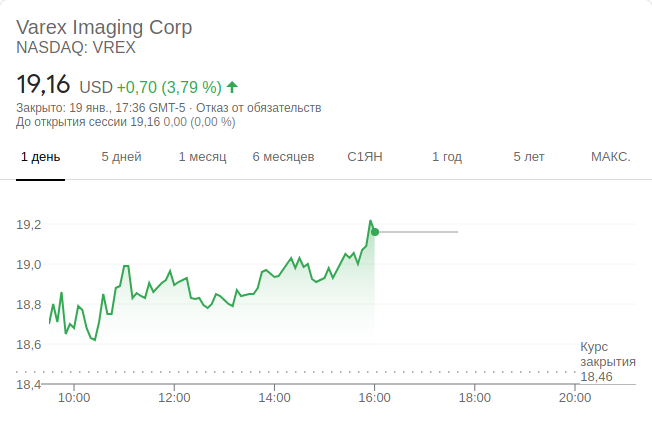 Varex Imaging Corp
NASDAQ: VREX
19,16 USD +0,70 (3,79 %)
Закрыто: 19 янв., 17:36 GMT-5 · Отказ от обязательств
До открытия сессии 19,16 0,00 (0,00 %)
1 день 5 дней 1 месяц 6 месяцев С1ЯН 1 год 5 лет МАКС.
19,2
19,0
18,8
18,6
18,4
Курс
закрытия
18,46
10:00 12:00 14:00 16:00 18:00 20:00